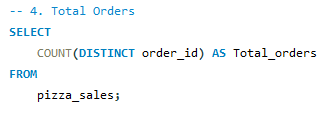 -- 4. Total Orders
SELECT
    COUNT(DISTINCT order_id) AS Total_orders
FROM
    pizza_sales;